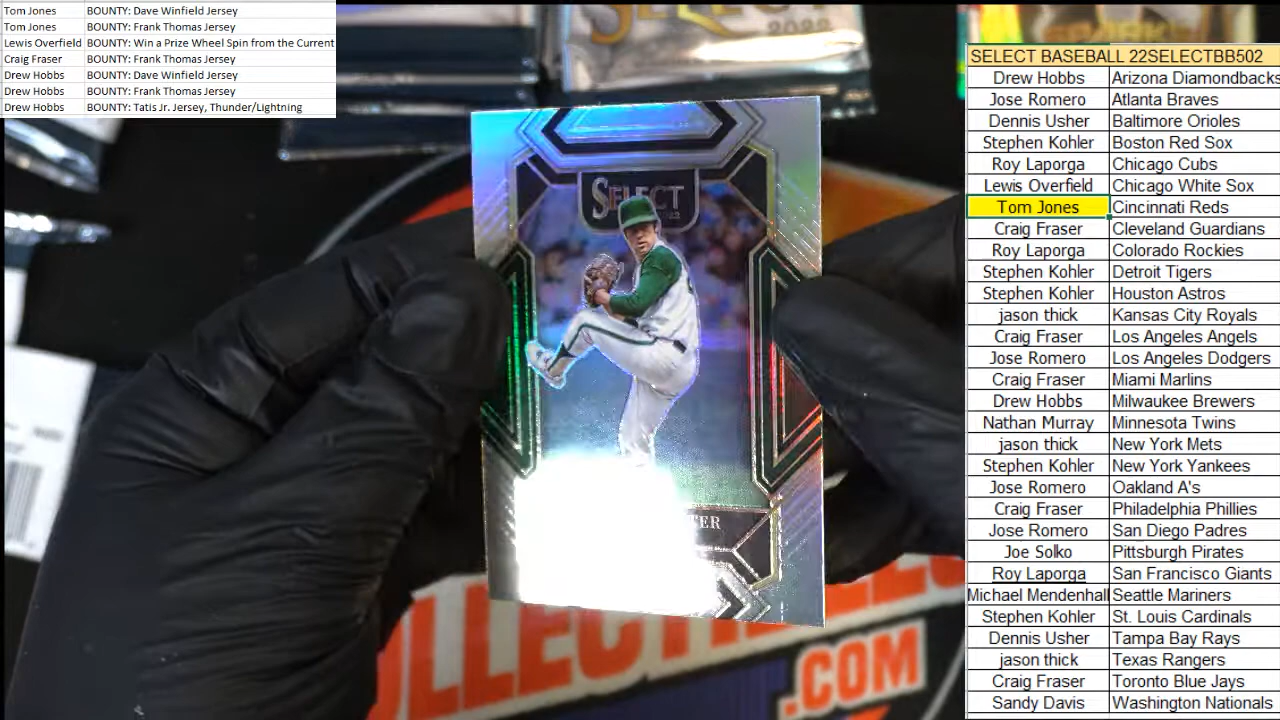 Tom Jones BOUNTY: Dave Winfield Jersey
Tom Jones BOUNTY: Frank Thomas Jersey
Lewis Overfield BOUNTY: Win a Prize Wheel Spin from the Current
Craig Fraser BOUNTY: Frank Thomas Jersey
Drew Hobbs BOUNTY: Dave Winfield Jersey
Drew Hobbs BOUNTY: Frank Thomas Jersey
Drew Hobbs BOUNTY: Tatis Jr. Jersey, Thunder/Lightning
SELECT
2022
SELECT
TER
.COM
SELECT BASEBALL 22SELECTBB502
Drew Hobbs Arizona Diamondbacks
Jose Romero Atlanta Braves
Dennis Usher Baltimore Orioles
Stephen Kohler Boston Red Sox
Roy Laporga Chicago Cubs
Lewis Overfield Chicago White Sox
Tom Jones Cincinnati Reds
Craig Fraser Cleveland Guardians
Roy Laporga Colorado Rockies
Stephen Kohler Detroit Tigers
Stephen Kohler Houston Astros
jason thick Kansas City Royals
Craig Fraser Los Angeles Angels
Jose Romero Los Angeles Dodgers
Craig Fraser Miami Marlins
Drew Hobbs Milwaukee Brewers
Nathan Murray Minnesota Twins
jason thick New York Mets
Stephen Kohler New York Yankees
Jose Romero Oakland A's
Craig Fraser Philadelphia Phillies
Jose Romero San Diego Padres
Joe Solko Pittsburgh Pirates
Roy Laporga San Francisco Giants
Michael Mendenhall Seattle Mariners
Stephen Kohler St. Louis Cardinals
Dennis Usher Tampa Bay Rays
jason thick Texas Rangers
Craig Fraser Toronto Blue Jays
Sandy Davis Washington Nationals